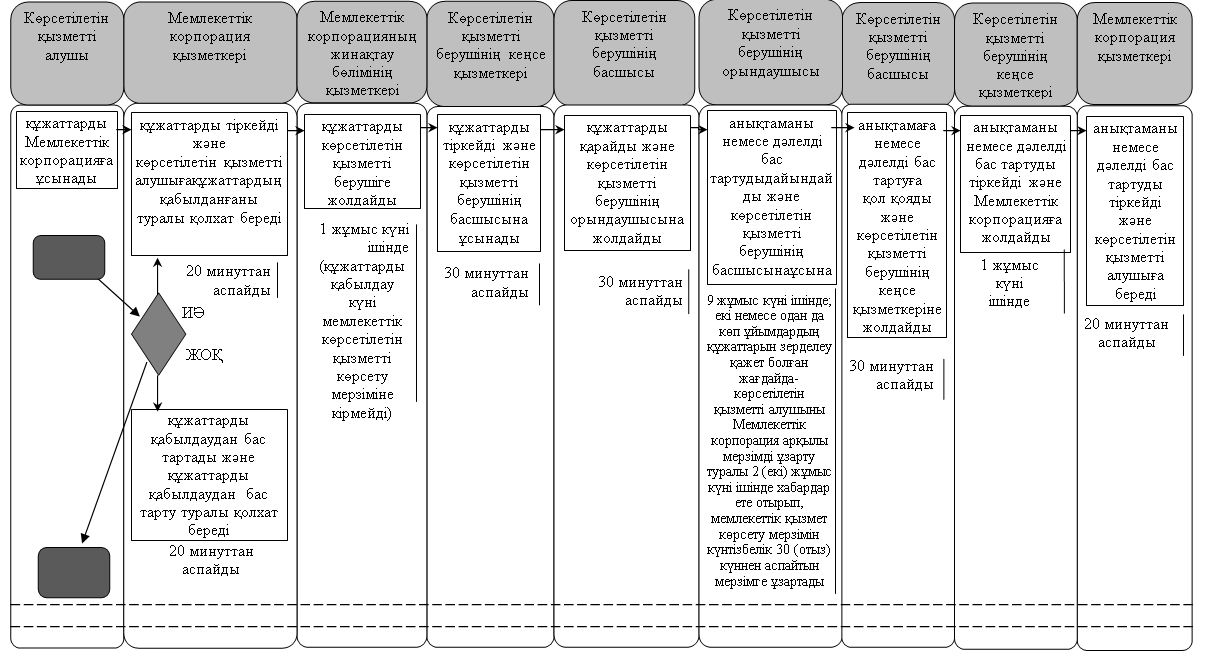 Көрсетілетін
қызметті
алушы
Мемлекеттік
корпорация
қызметкері
Мемлекеттік
корпорацияның
жинақтау
бөлімінің
қызметкері
Көрсетілетін
қызметті
берушінің кеңсе
қызметкері
Көрсетілетін
қызметті
берушінің
басшысы
Көрсетілетін
қызметті
берушінің
орындаушысы
Көрсетілетін
қызметті
берушінің
басшысы
Көрсетілетін
қызметті
берушінің
кеңсе
қызметкері
Мемлекеттік
корпорация
қызметкері
құжаттарды
Мемлекеттік
корпорацияға
ұсынады
құжаттарды тіркейді
және
көрсетілетін қызметті
алушығақұжаттардың
қабылданғаны
туралы қолхат береді
20 минуттан
аспайды
ИӘ
ЖОҚ
құжаттарды
қабылдаудан бас
тартады және
құжаттарды
қабылдаудан бас
тарту туралы қолхат
береді
20 минуттан
аспайды
құжаттарды
көрсетілетін
қызметті
берушіге
жолдайды
1 жұмыс күні
ішінде
(құжаттарды
қабылдау
күні
мемлекеттік
көрсетілетін
қызметті
көрсету
мерзіміне
кірмейді)
құжаттарды
тіркейді және
көрсетілетін
қызметті
берушінің
басшысына
ұсынады
30 минуттан
аспайды
құжаттарды
қарайды және
көрсетілетін
қызметті
берушінің
орындаушысына
жолдайды
30 минуттан
аспайды
анықтаманы
немесе дәлелді
бас
тартудыдайындай
ды және
көрсетілетін
қызметті
берушінің
басшысынаұсына
9 жұмыс күні ішінде;
екі немесе одан да
көп ұйымдардың
құжаттарын зерделеу
қажет болған
жағдайда-
көрсетілетін
қызметті алушыны
Мемлекеттік
корпорация арқылы
мерзімді ұзарту
туралы 2 (екі) жұмыс
күні ішінде хабардар
ете отырып,
мемлекеттік қызмет
көрсету мерзімін
күнтізбелік 30 (отыз)
күннен аспайтын
мерзімге ұзартады
анықтамаға
немесе
дәлелді бас
тартуға
қол қояды
және
көрсетілетін
қызметті
берушінің
кеңсе
қызметкеріне
жолдайды
30 минуттан
аспайды
анықтаманы
немесе дәлелді
бас тартуды
тіркейді және
Мемлекеттік
корпорацияға
жолдайды
1 жұмыс
күні
ішінде
анықтаманы
немесе
дәлелді бас
тартуды
тіркейді
және
көрсетілетін
қызметті
алушыға
береді
20 минуттан
аспайды